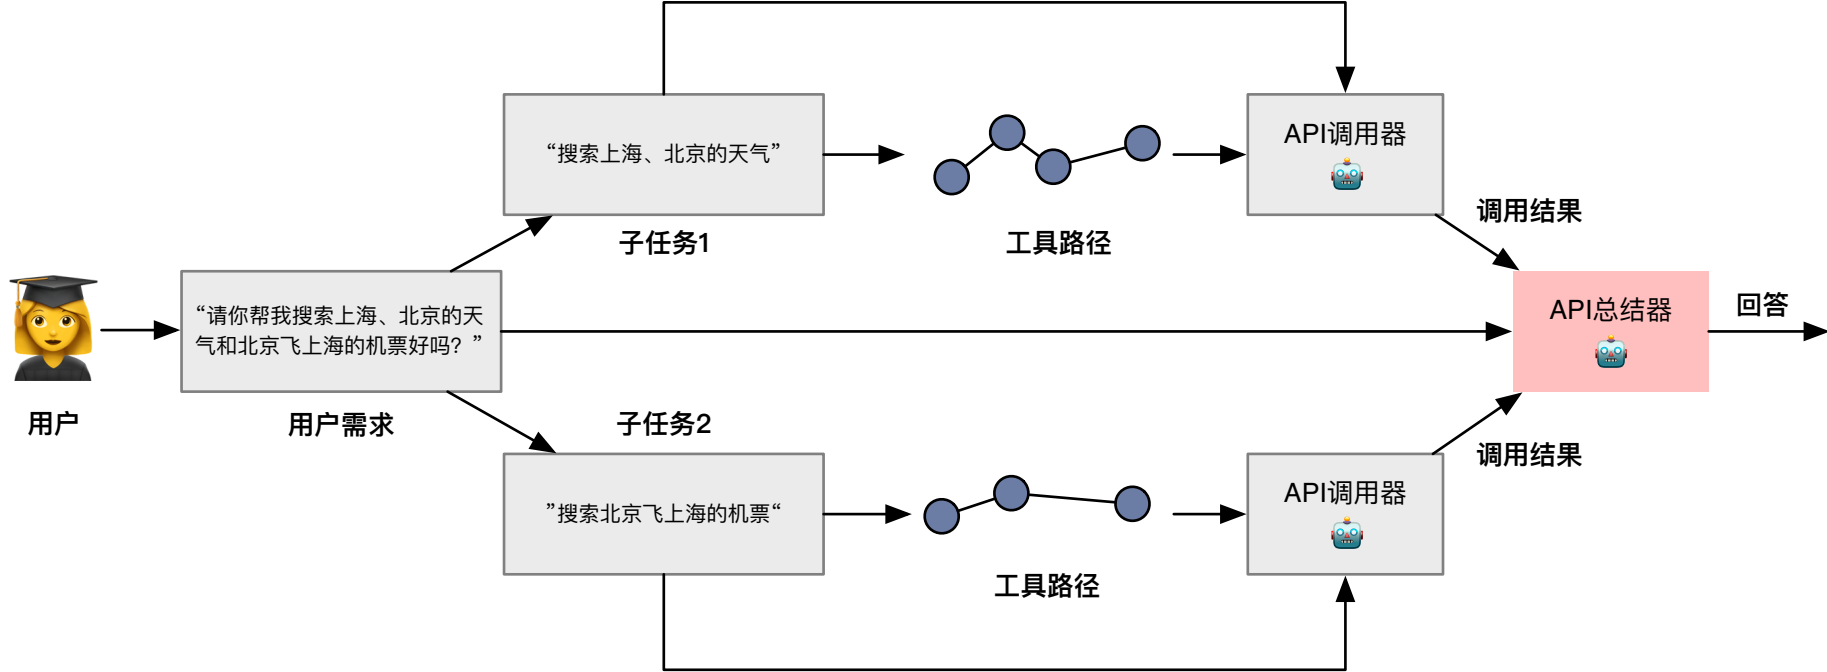 “搜索上海、北京的天气”
子任务1
工具路径
API调用器
调用结果
用户
“请你帮我搜索上海、北京的天
气和北京飞上海的机票好吗？”
用户需求
API总结器
回答
子任务2
”搜索北京飞上海的机票“
工具路径
API调用器
调用结果